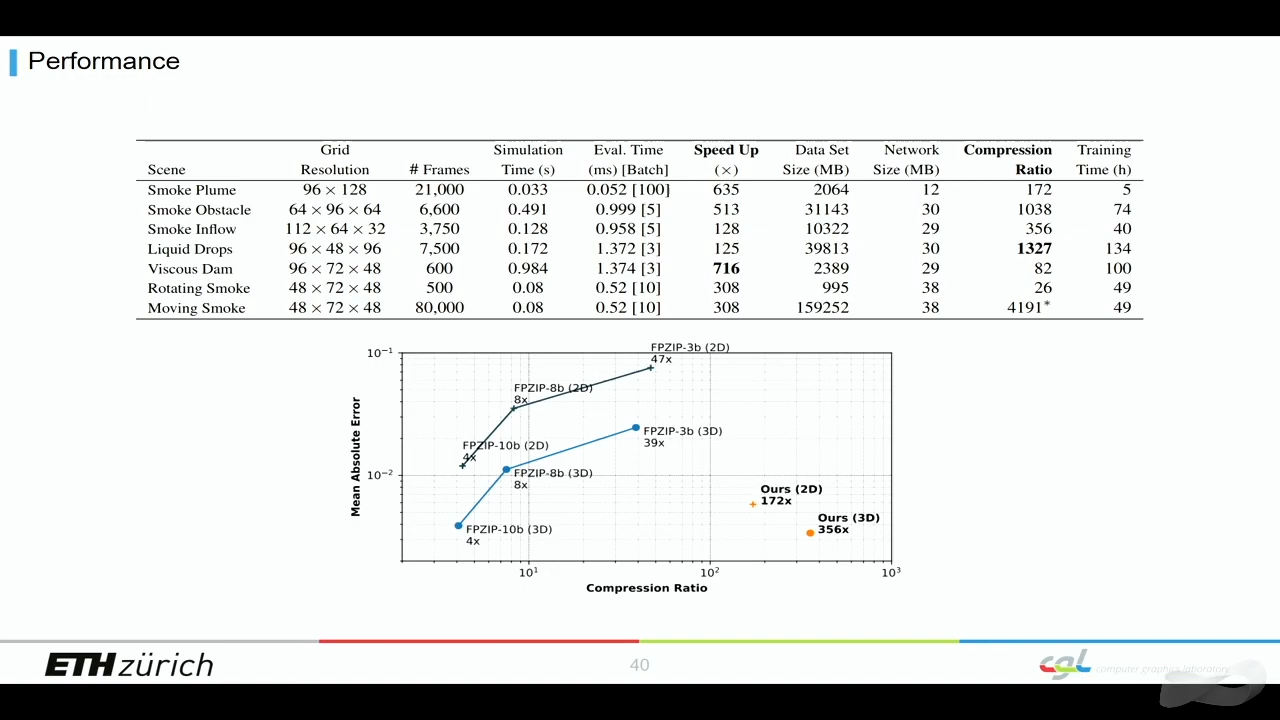 Performance
Grid Simulation Eval. Time Speed Up Data Set Network Compression Training
Scene Resolution # Frames Time (s) (ms) [Batch] (×) Size (MB) Size (MB) Ratio Time (h)
Smoke Plume 96 × 128 21,000 0.033 0.052 [100] 635 2064 12 172 5
Smoke Obstacle 64 × 96 × 64 6,600 0.491 0.999 [5] 513 31143 30 1038 74
Smoke Inflow 112 × 64 × 32 3,750 0.128 0.958 [5] 128 10322 29 356 40
Liquid Drops 96 × 48 × 96 7,500 0.172 1.372 [3] 125 39813 30 1327 134
Viscous Dam 96 × 72 × 48 600 0.984 1.374 [3] 716 2389 29 82 100
Rotating Smoke 48 × 72 × 48 500 0.08 0.52 [10] 308 995 38 26 49
Moving Smoke 48 × 72 × 48 80,000 0.08 0.52 [10] 308 159252 38 4191* 49
FPZIP-3b (2D)
47x
10⁻¹
FPZIP-8b (2D)
8x
FPZIP-3b (3D)
39x
FPZIP-10b (2D)
4x
10⁻²
FPZIP-8b (3D)
8x
Ours (2D)
172x
Ours (3D)
356x
FPZIP-10b (3D)
4x
Mean Absolute Error
10¹ 10² 10³
Compression Ratio
ETH zürich
40
cgl computer graphics laboratory